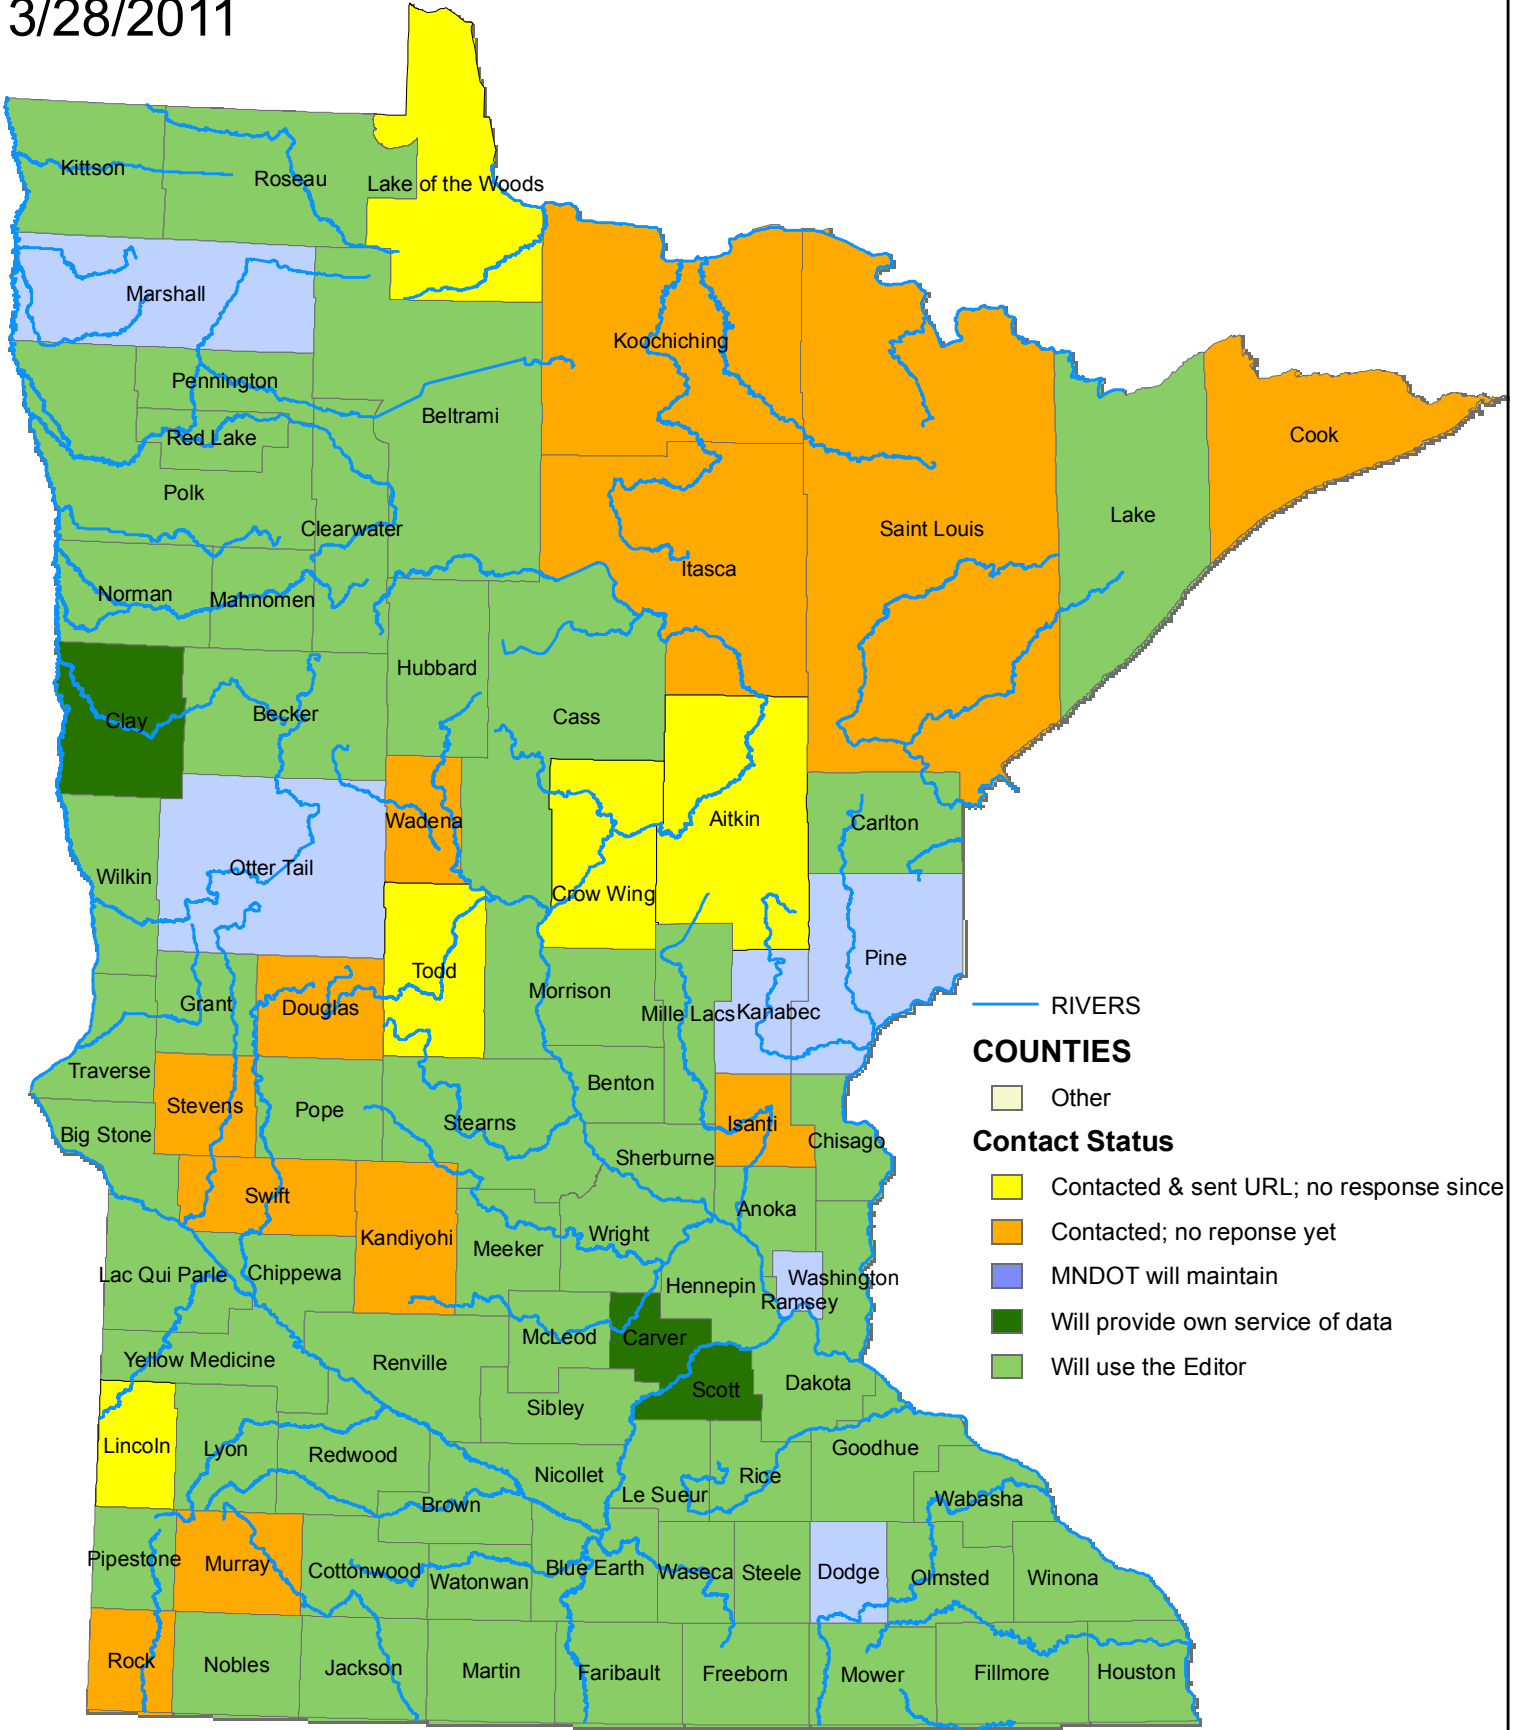 3/28/2011
Kittson
Roseau
Lake of the Woods
Marshall
Koochiching
Pennington
Beltrami
Red Lake
Cook
Polk
Clearwater
Lake
Saint Louis
Itasca
Norman
Mahnomen
Hubbard
Clay
Becker
Cass
Wadena
Aitkin
Carlton
Otter Tail
Wilkin
Crow Wing
Todd
Pine
Morrison
Grant
Douglas
Mille Lacs
Kanabec
Traverse
Benton
Stevens
Pope
Stearns
Isanti
Big Stone
Chisago
Sherburne
Swift
Anoka
Kandiyohi
Wright
Meeker
Lac Qui Parle
Chippewa
Hennepin
Washington
Ramsey
McLeod
Carver
Yellow Medicine
Renville
Dakota
Scott
Sibley
Lincoln
Lyon
Redwood
Goodhue
Nicollet
Rice
Le Sueur
Wabasha
Brown
Pipestone
Murray
Cottonwood
Watonwan
Blue Earth
Waseca
Steele
Dodge
Olmsted
Winona
Rock
Nobles
Jackson
Martin
Faribault
Freeborn
Mower
Fillmore
Houston
RIVERS
COUNTIES
Other
Contact Status
Contacted & sent URL; no response since
Contacted; no reponse yet
MNDOT will maintain
Will provide own service of data
Will use the Editor